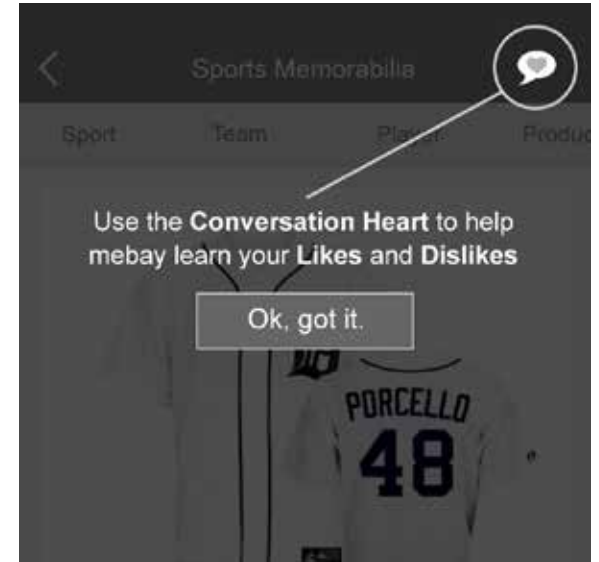 Sports Memorabilia
Sport Team Player Produc
Use the Conversation Heart to help
mebay learn your Likes and Dislikes
Ok, got it.
PORCELLO
48